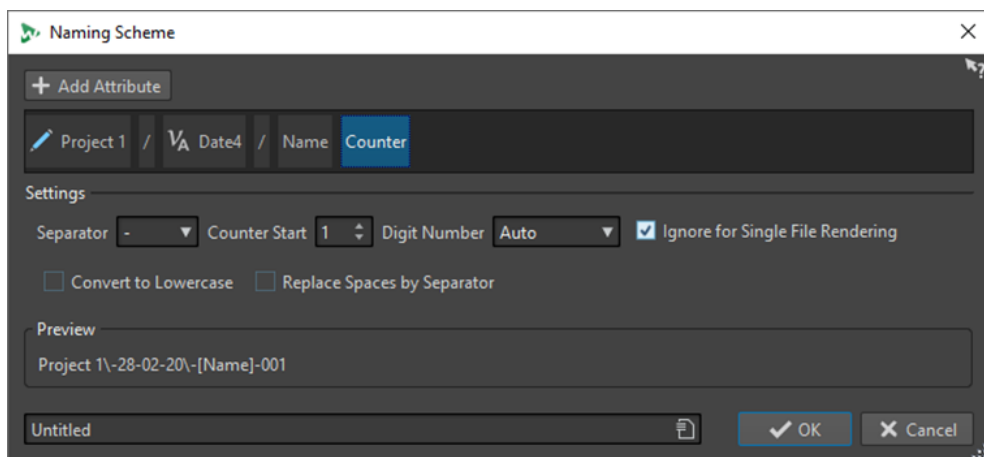 Naming Scheme
Add Attribute
Project 1 / VA Date4 / Name Counter
Settings
Separator - Counter Start 1 Digit Number Auto Ignore for Single File Rendering
Convert to Lowercase Replace Spaces by Separator
Preview
Project 1\-28-02-20\-[Name]-001
Untitled OK Cancel